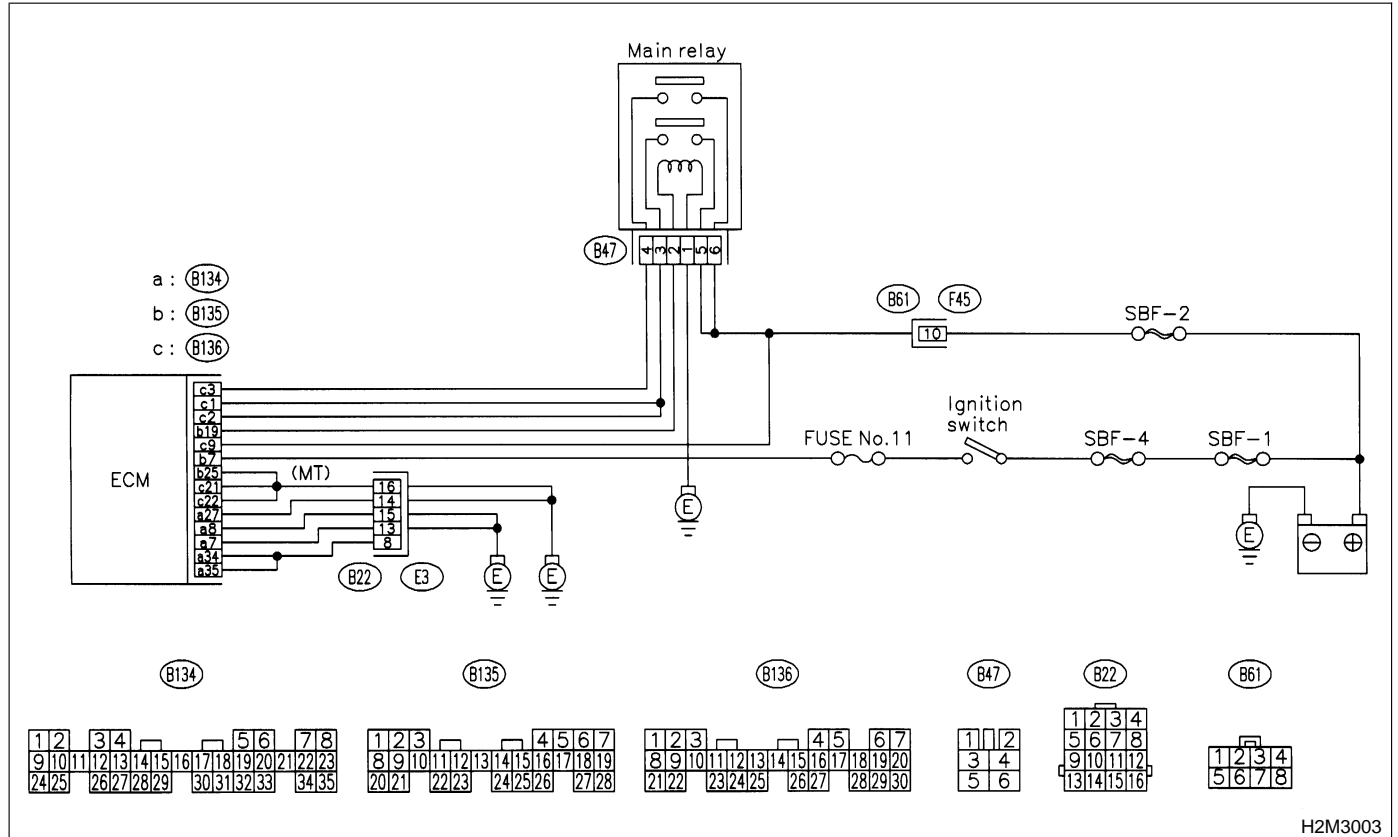 Main relay
4 3 2 1 5 6
B47
a : B134
b : B135
c : B136
B61 F45
10
SBF-2
ECM
c3
c1
c2
b19
c9
b7
b25
c21
c22
a27
a8
a7
a34
a35
(MT)
16
14
15
13
8
B22 E3
E
E
E
E
FUSE No.11
Ignition
switch
SBF-4
SBF-1
⊖ ⊕
B134
1 2 3 4 5 6 7 8
9 10 11 12 13 14 15 16 17 18 19 20 21 22 23
24 25 26 27 28 29 30 31 32 33 34 35
B135
1 2 3 4 5 6 7
8 9 10 11 12 13 14 15 16 17 18 19
20 21 22 23 24 25 26 27 28
B136
1 2 3 4 5 6 7
8 9 10 11 12 13 14 15 16 17 18 19 20
21 22 23 24 25 26 27 28 29 30
B47
1 2
3 4
5 6
B22
1 2 3 4
5 6 7 8
9 10 11 12
13 14 15 16
B61
1 2 3 4
5 6 7 8
H2M3003